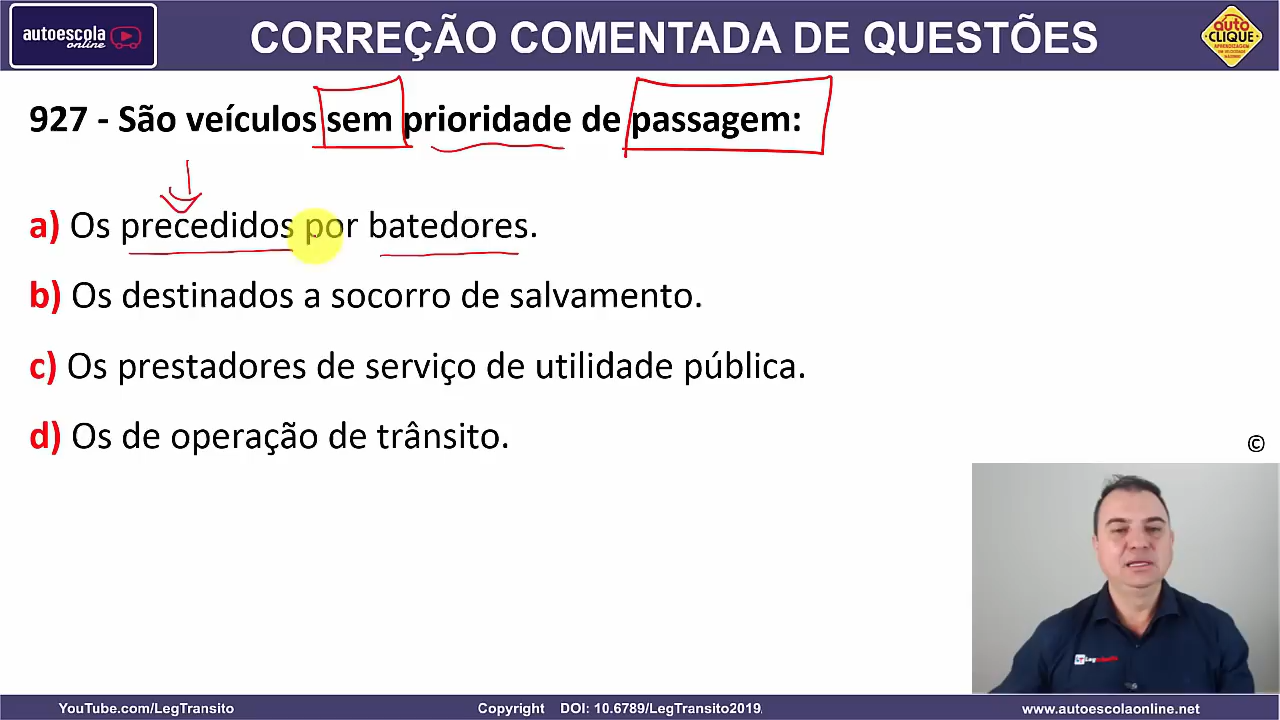 autoescola
online
CORREÇÃO COMENTADA DE QUESTÕES
auto
CLIQUE
927 - São veículos sem prioridade de passagem:
a) Os precedidos por batedores.
b) Os destinados a socorro de salvamento.
c) Os prestadores de serviço de utilidade pública.
d) Os de operação de trânsito.
©
Legtrânsito
YouTube.com/LegTransito Copyright DOI: 10.6789/LegTransito2019. www.autoescolaonline.net